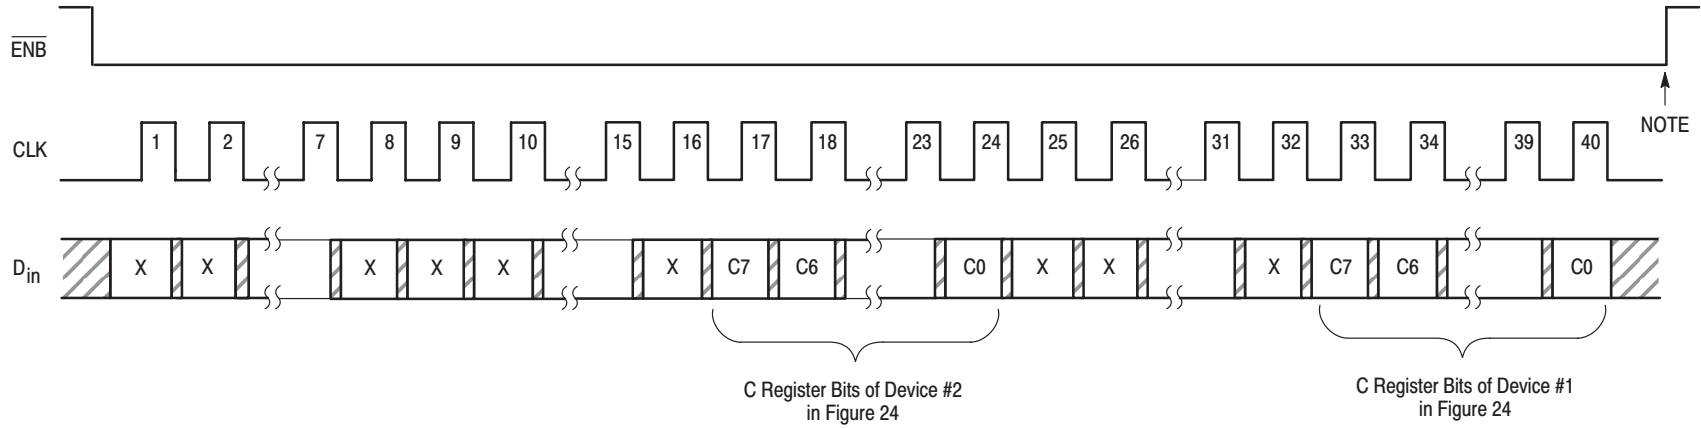 ENB
CLK
1 2 7 8 9 10 15 16 17 18 23 24 25 26 31 32 33 34 39 40
NOTE
Din
X X X X X X C7 C6 C0 X X X C7 C6 C0
C Register Bits of Device #2
in Figure 24
C Register Bits of Device #1
in Figure 24